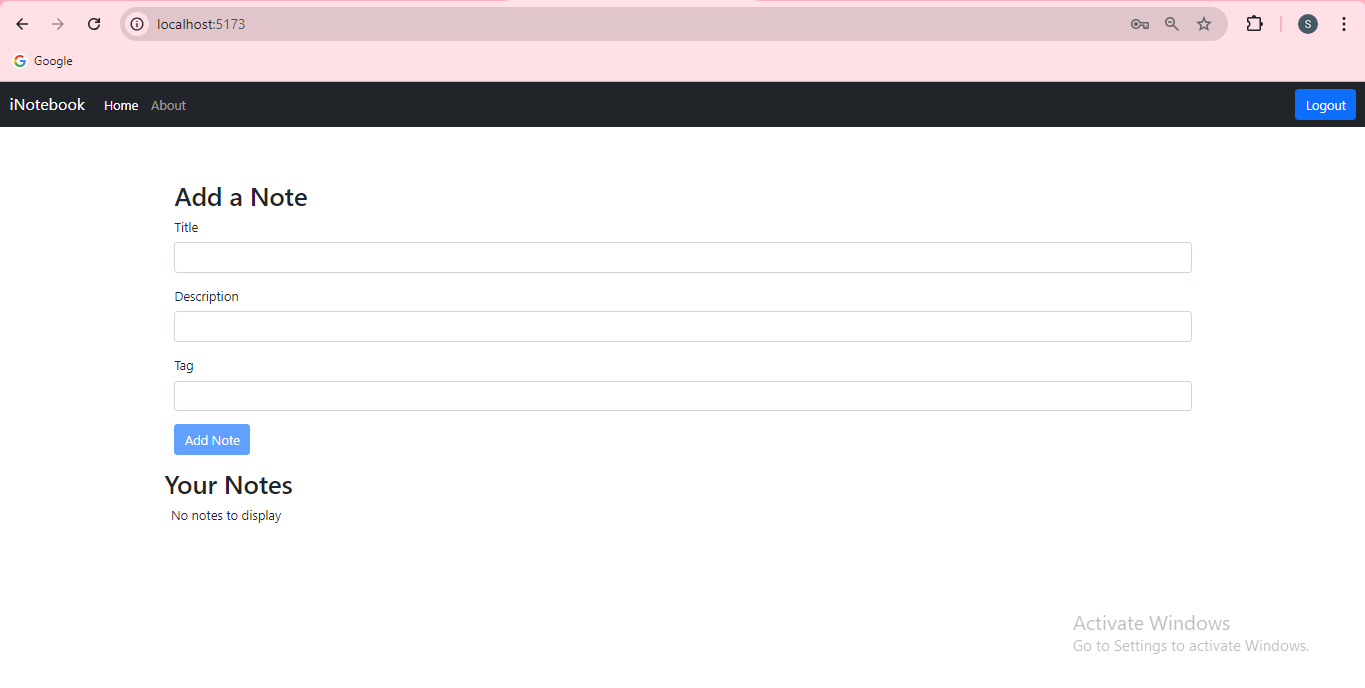 localhost:5173
S
Google
iNotebook Home About Logout
Add a Note
Title
Description
Tag
Add Note
Your Notes
No notes to display
Activate Windows
Go to Settings to activate Windows.